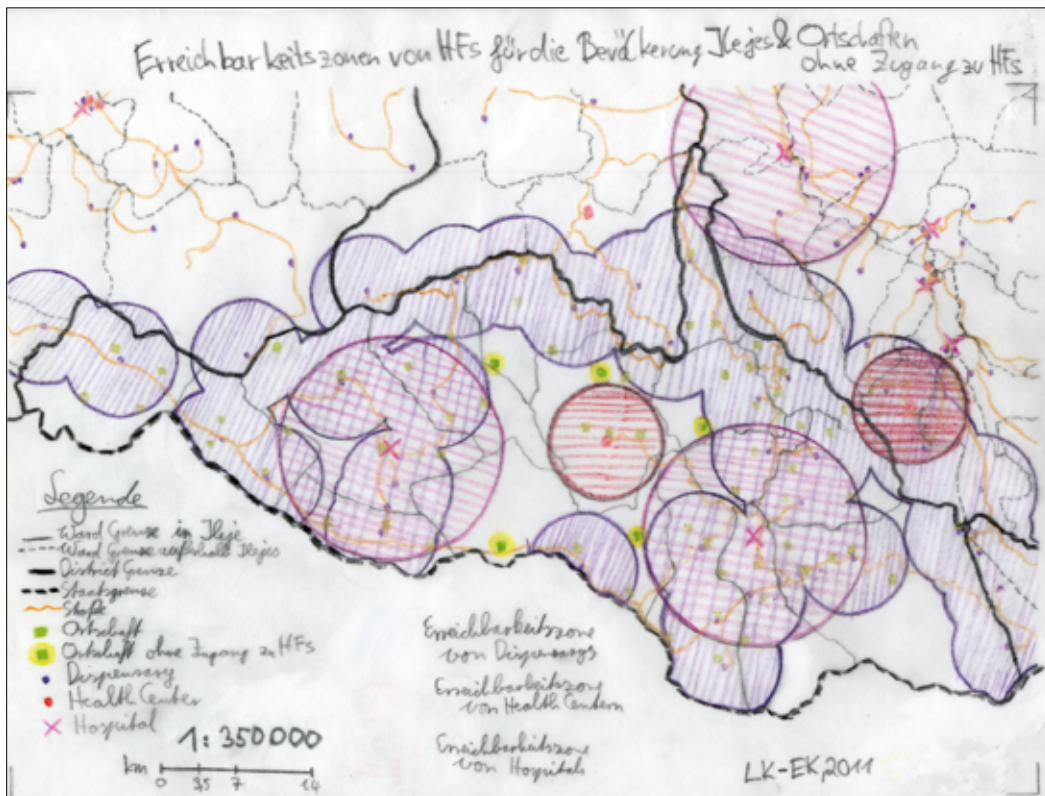 Erreichbarkeitszonen von HFs für die Bevölkerung Ilejes & Ortschaften
ohne Zugang zu HFs
Legende
Ward Grenze in Ileje
Ward Grenze außerhalb Ilejes
District Grenze
Staatsgrenze
Straße
Ortschaft
Ortschaft ohne Zugang zu HFs
Dispensary
Health Center
Hospital
1:350000
km
0 3,5 7 14
Erreichbarkeitszone
von Dispensarys
Erreichbarkeitszone
von Health Centern
Erreichbarkeitszone
von Hospitals
LK-EK, 2011